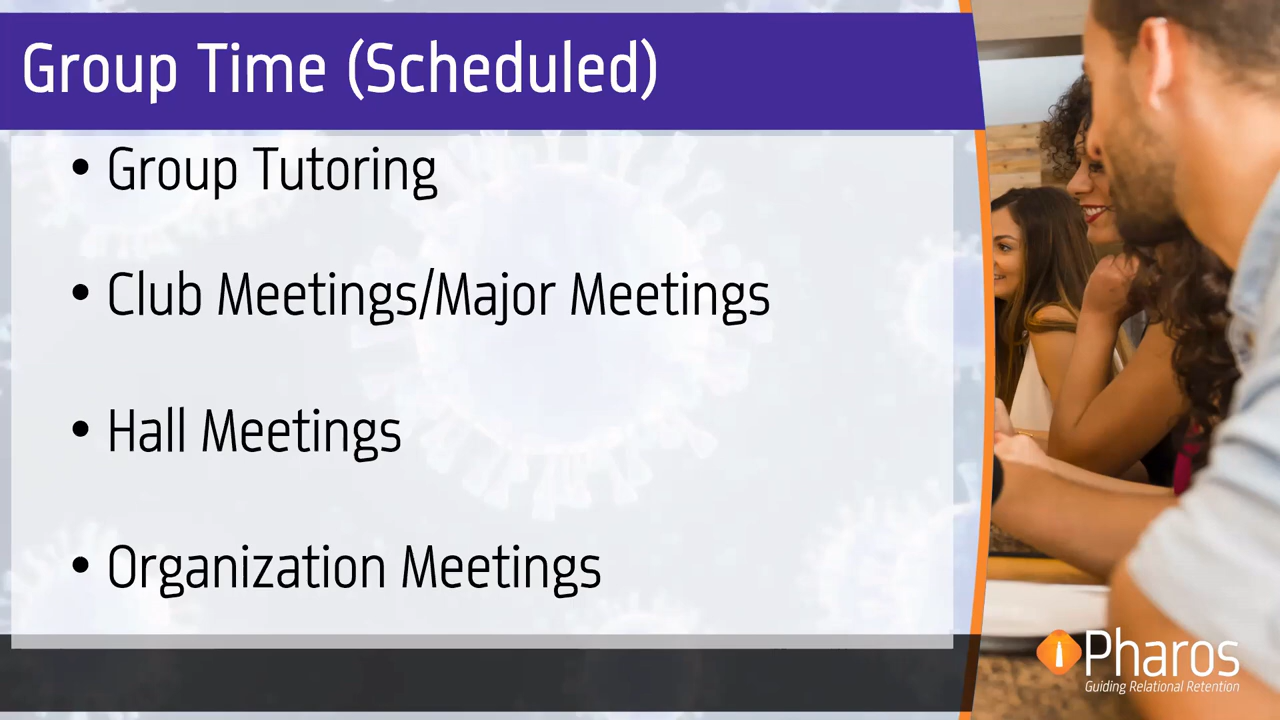 Group Time (Scheduled)
• Group Tutoring
• Club Meetings/Major Meetings
• Hall Meetings
• Organization Meetings
Pharos
Guiding Relational Retention